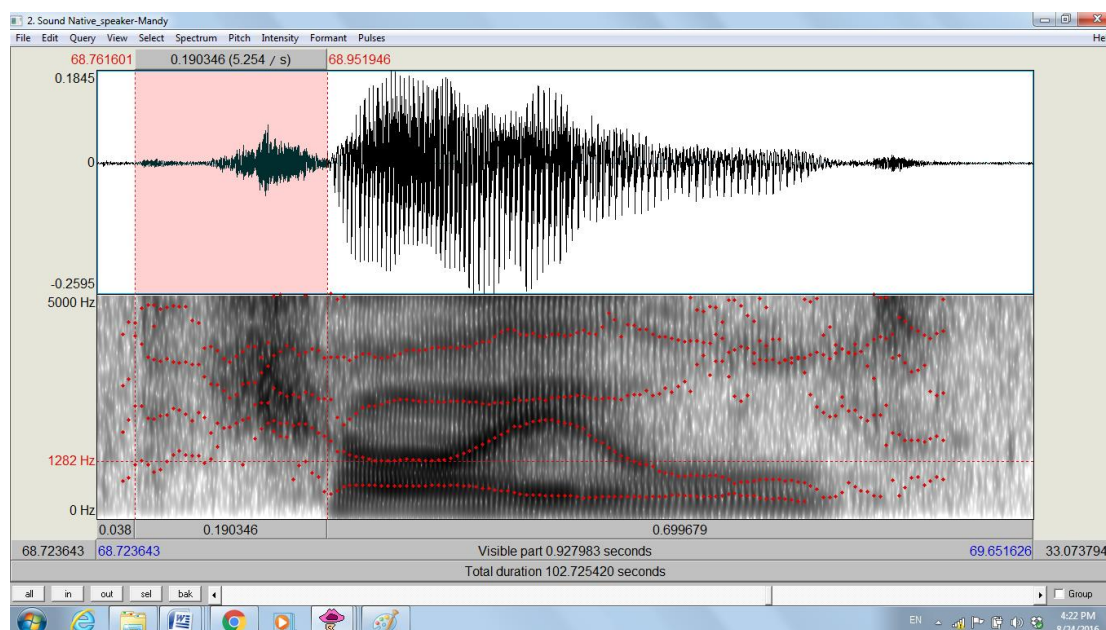 2. Sound Native_speaker-Mandy
File Edit Query View Select Spectrum Pitch Intensity Formant Pulses He
68.761601 0.190346 (5.254 / s) 68.951946
0.1845
0
-0.2595
5000 Hz
1282 Hz
0 Hz
0.038 0.190346 0.699679
68.723643 68.723643 Visible part 0.927983 seconds 69.651626 33.073794
Total duration 102.725420 seconds
all in out sel bak Group
EN 4:22 PM
8/24/2016